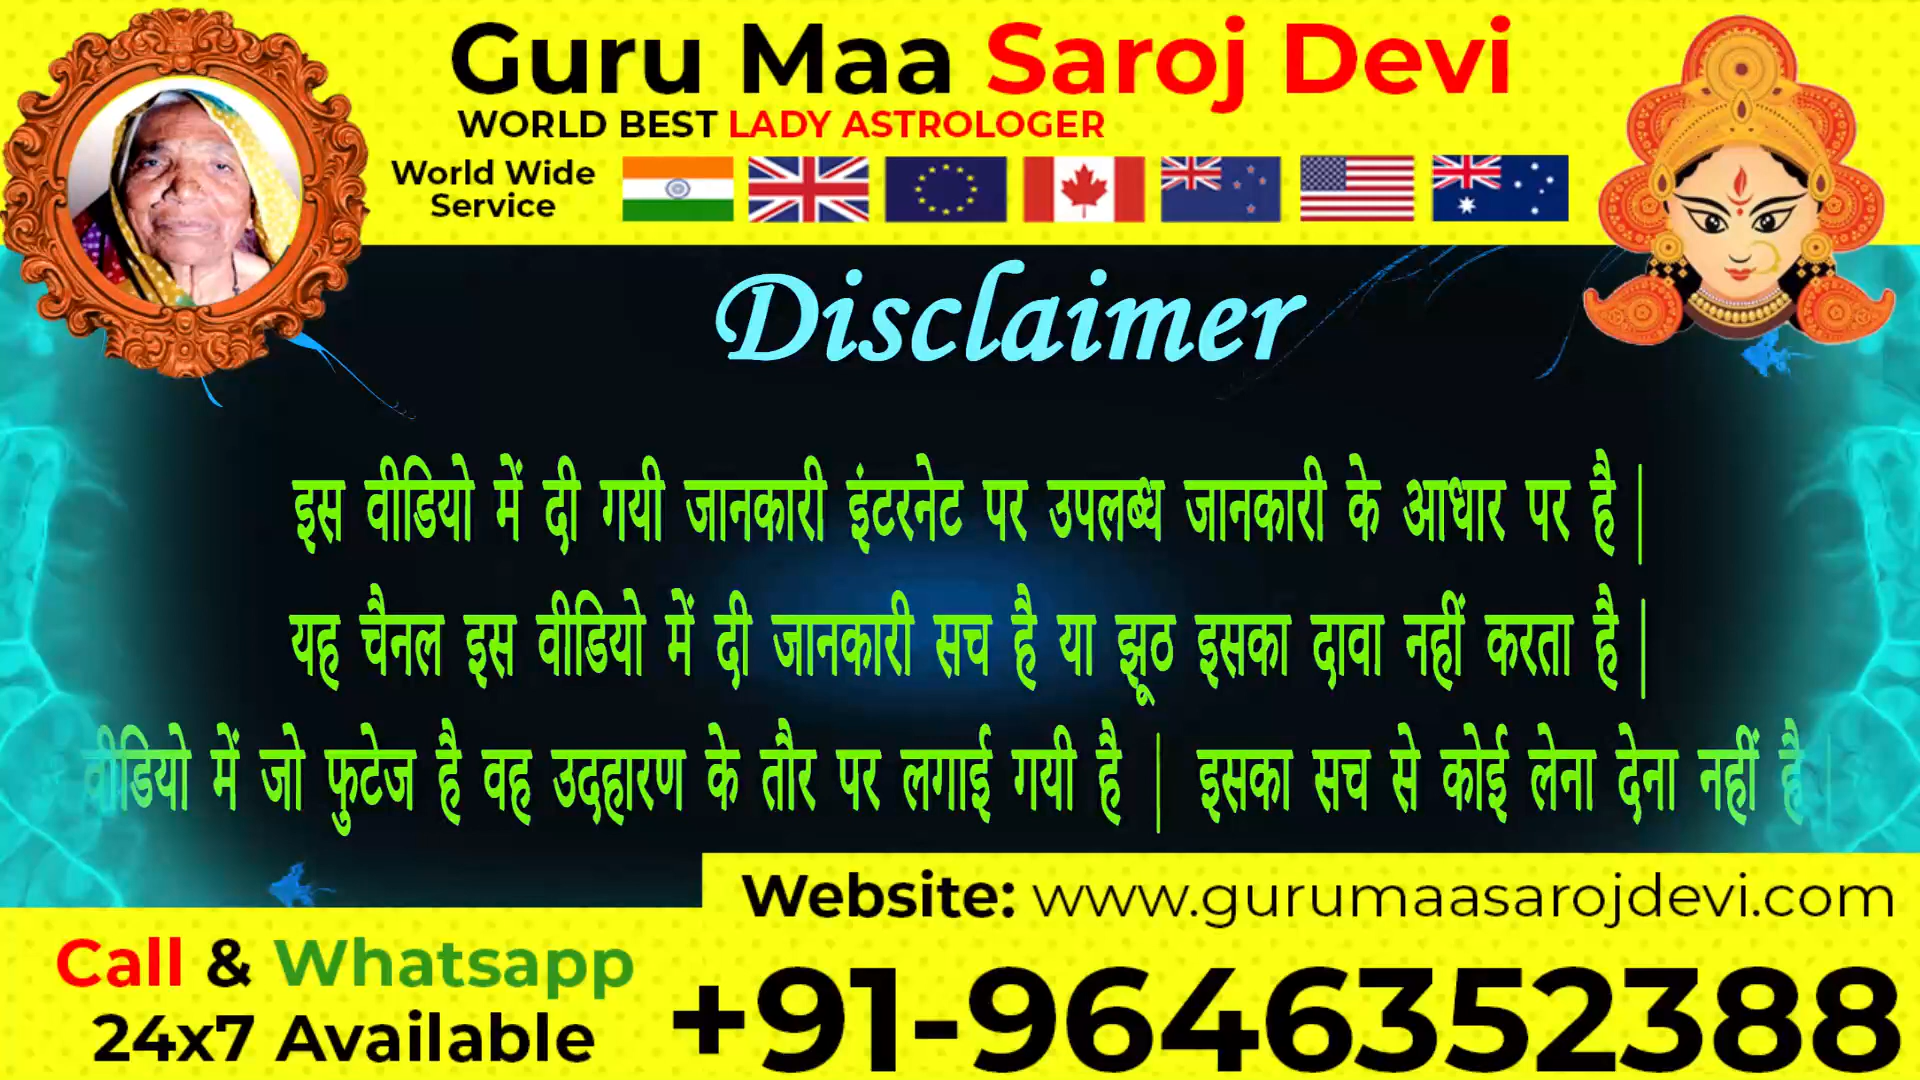 Guru Maa Saroj Devi
WORLD BEST LADY ASTROLOGER
World Wide
Service
Disclaimer
इस वीडियो में दी गयी जानकारी इंटरनेट पर उपलब्ध जानकारी के आधार पर है |
यह चैनल इस वीडियो में दी जानकारी सच है या झूठ इसका दावा नहीं करता है |
वीडियो में जो फुटेज है वह उदहारण के तौर पर लगाई गयी है | इसका सच से कोई लेना देना नहीं है |
Website: www.gurumaasarojdevi.com
Call & Whatsapp
24x7 Available
+91-9646352388